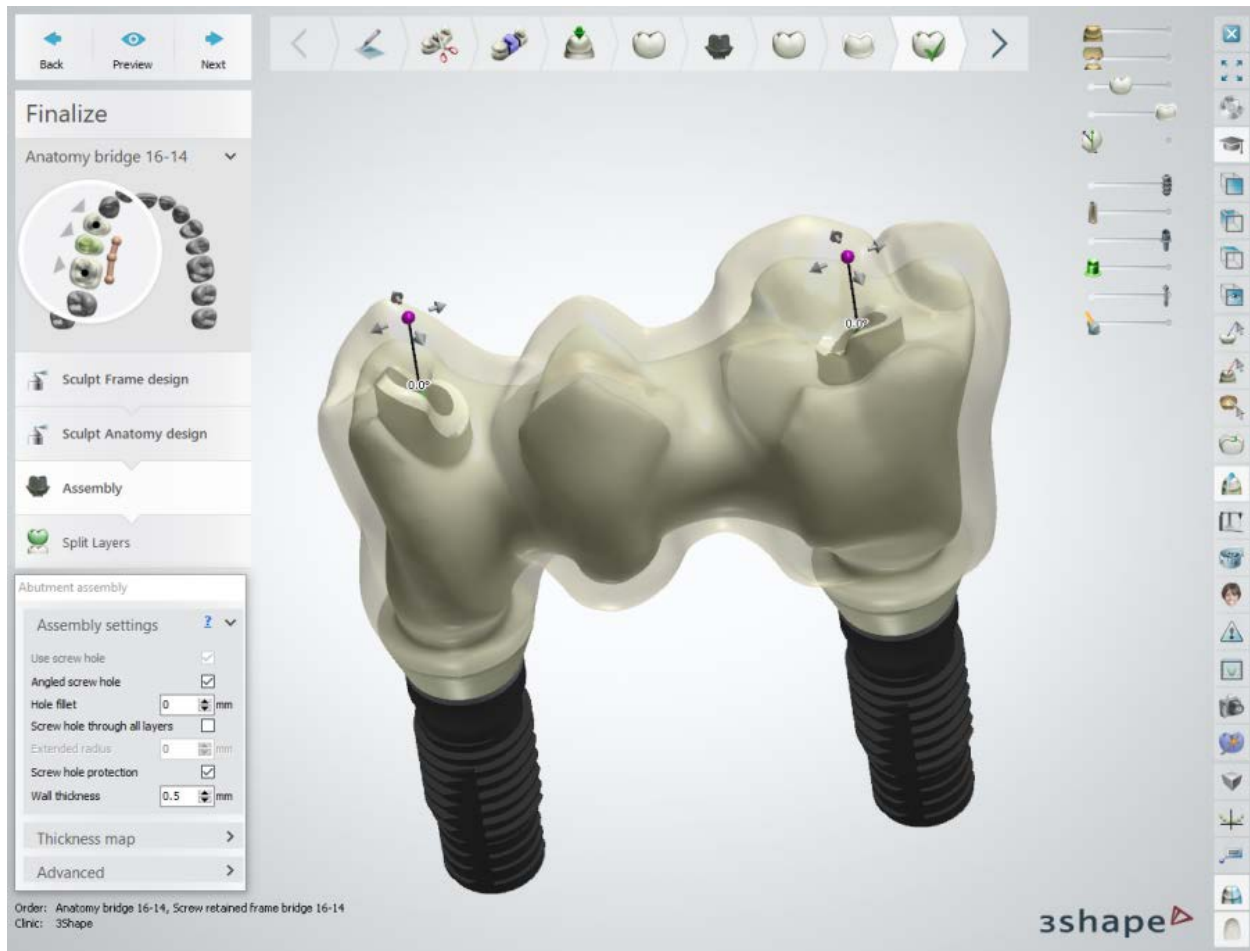 Back Preview Next
Finalize
Anatomy bridge 16-14
Sculpt Frame design
Sculpt Anatomy design
Assembly
Split Layers
Abutment assembly
Assembly settings ?
Use screw hole
Angled screw hole
Hole fillet 0 mm
Screw hole through all layers
Extended radius 0 mm
Screw hole protection
Wall thickness 0.5 mm
Thickness map
Advanced
Order: Anatomy bridge 16-14, Screw retained frame bridge 16-14
Clinic: 3Shape
0.0°
0.0°
3shape